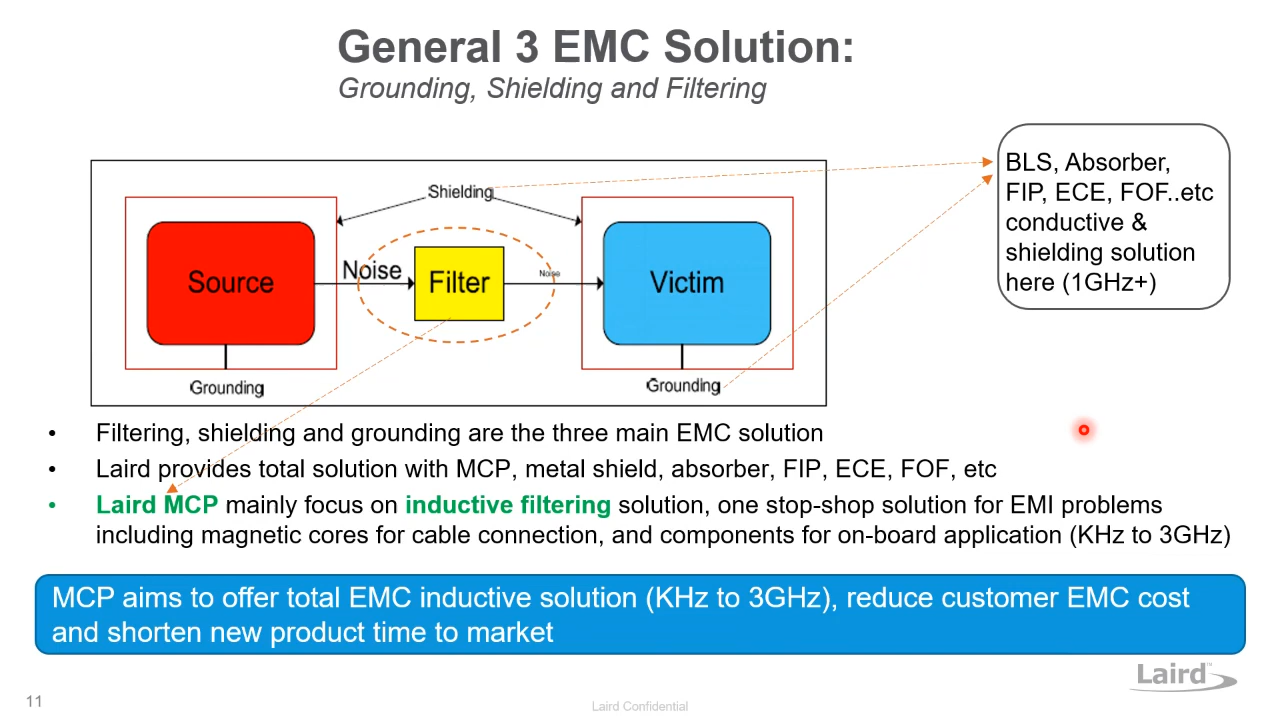 General 3 EMC Solution:
Grounding, Shielding and Filtering
Shielding
BLS, Absorber,
FIP, ECE, FOF..etc
conductive &
shielding solution
here (1GHz+)
Source
Noise
Filter
Noise
Victim
Grounding
Grounding
• Filtering, shielding and grounding are the three main EMC solution
• Laird provides total solution with MCP, metal shield, absorber, FIP, ECE, FOF, etc
• Laird MCP mainly focus on inductive filtering solution, one stop-shop solution for EMI problems
including magnetic cores for cable connection, and components for on-board application (KHz to 3GHz)
MCP aims to offer total EMC inductive solution (KHz to 3GHz), reduce customer EMC cost
and shorten new product time to market
Laird™
11
Laird Confidential